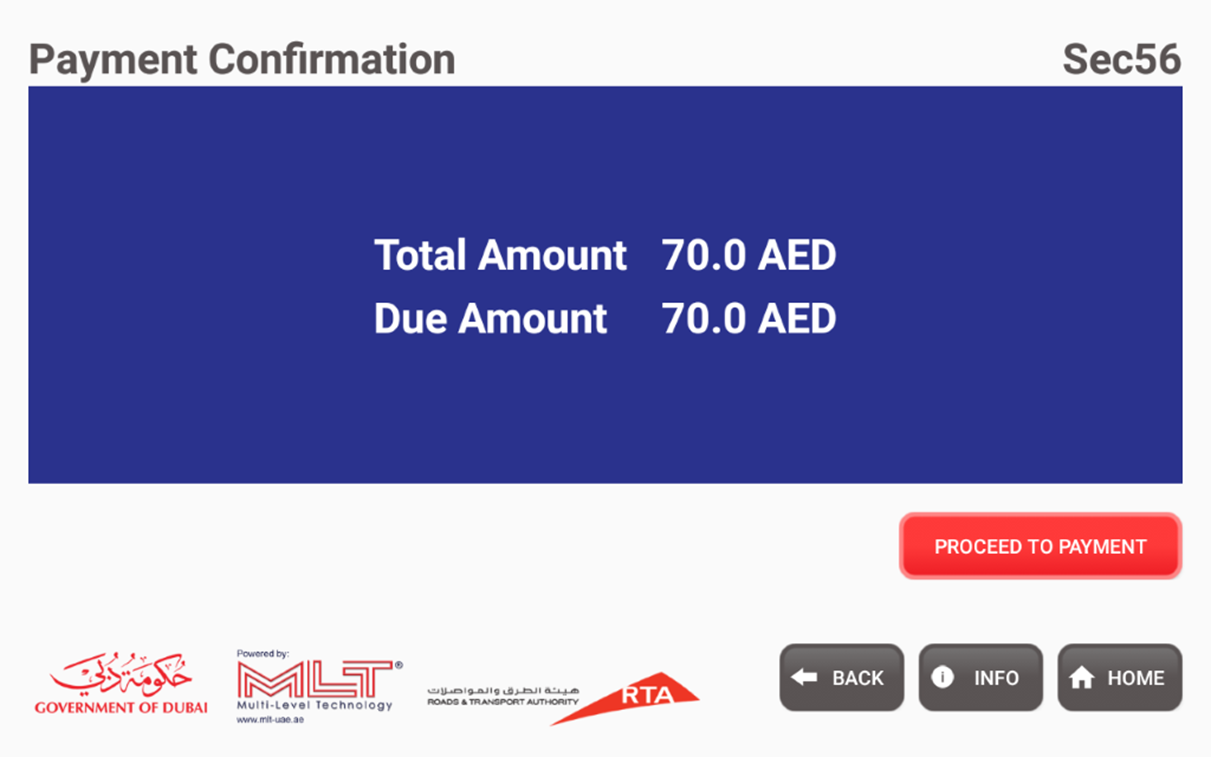 Payment Confirmation
Sec56
Total Amount 70.0 AED
Due Amount 70.0 AED
PROCEED TO PAYMENT
حكومة دبي
GOVERNMENT OF DUBAI
Powered by:
MLT®
Multi-Level Technology
www.mlt-uae.ae
هيئة الطرق والمواصلات
ROADS & TRANSPORT AUTHORITY
RTA
BACK
INFO
HOME